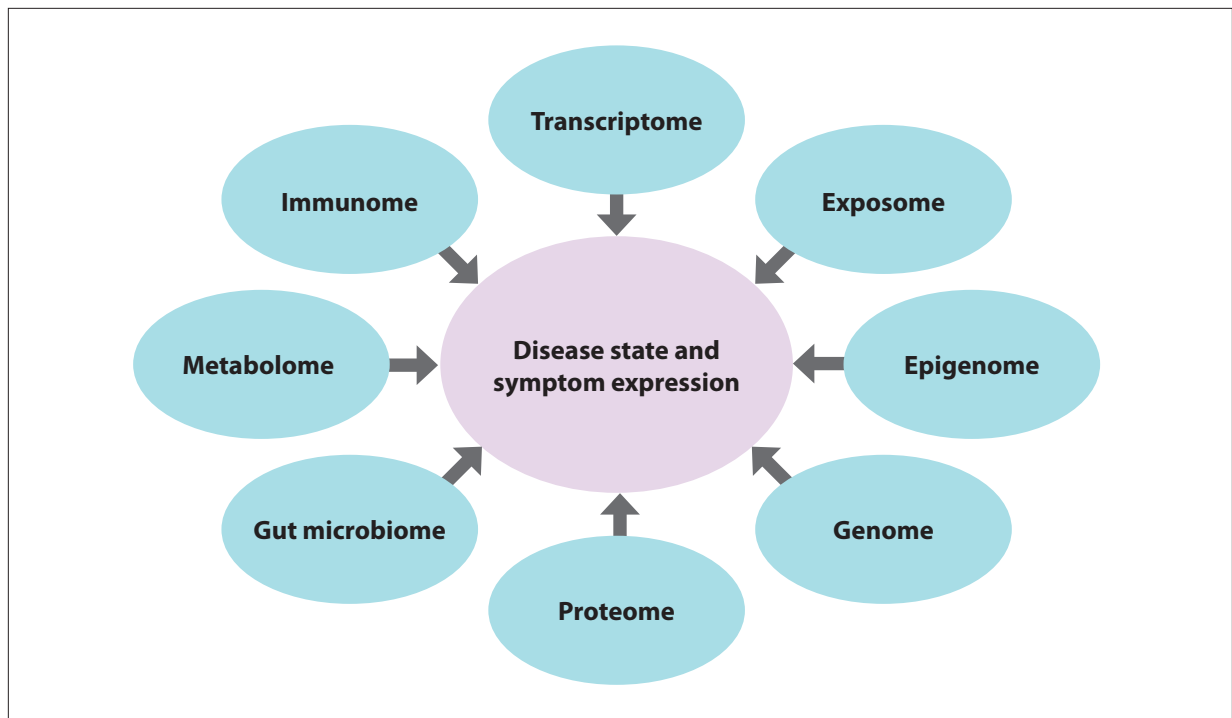 Transcriptome
Immunome
Exposome
Metabolome
Disease state and
symptom expression
Epigenome
Gut microbiome
Genome
Proteome